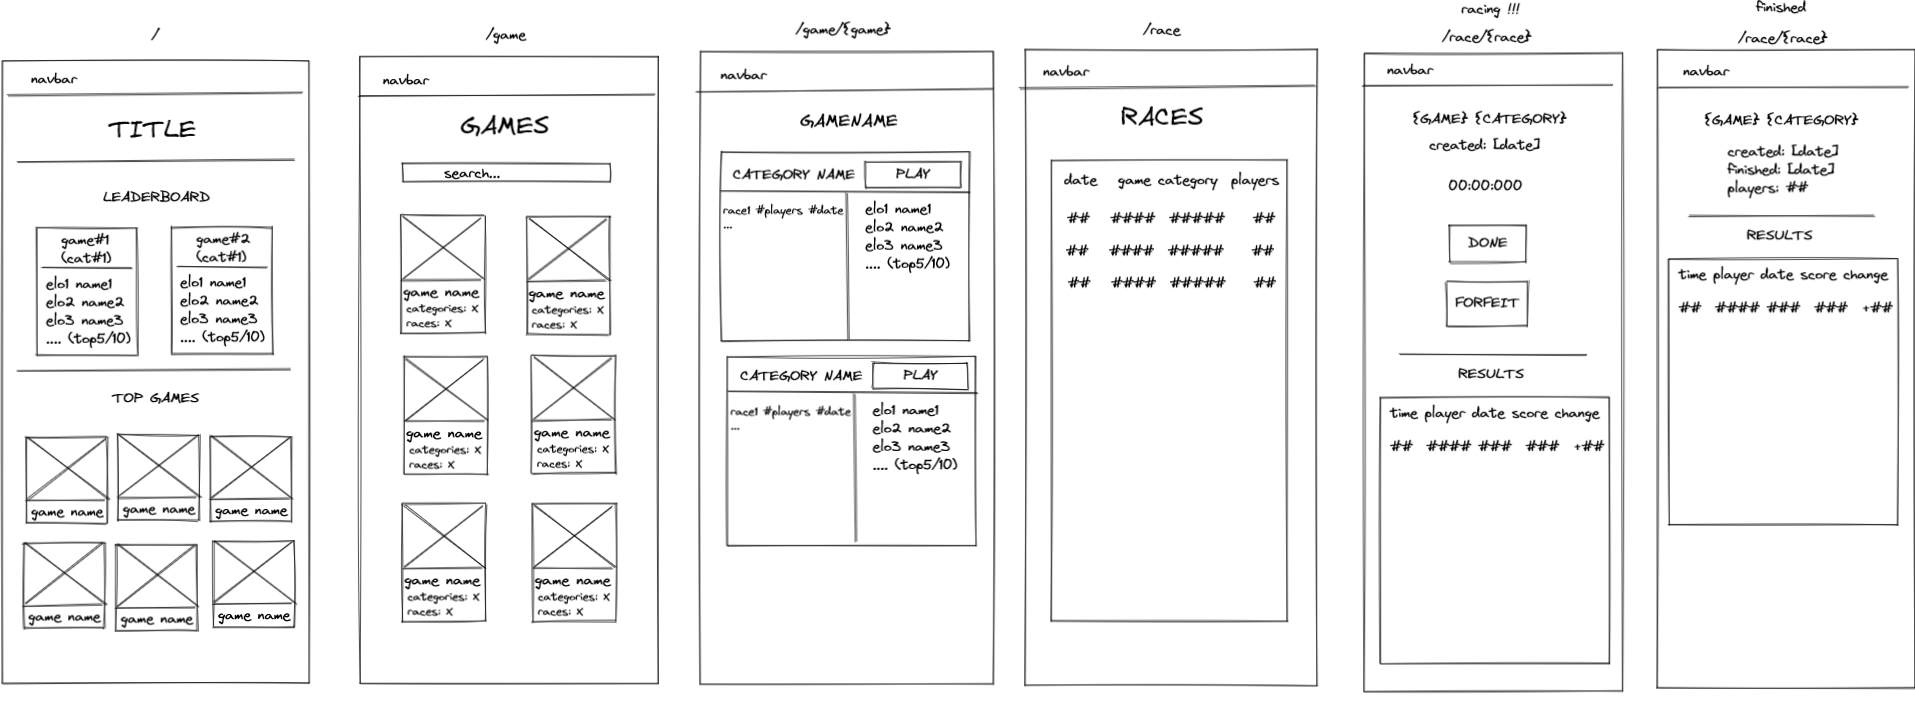 /
navbar
TITLE
LEADERBOARD
game#1
(cat#1)
elo1 name1
elo2 name2
elo3 name3
.... (top5/10)
game#2
(cat#1)
elo1 name1
elo2 name2
elo3 name3
.... (top5/10)
TOP GAMES
game name
game name
game name
game name
game name
game name
/game
navbar
GAMES
search...
game name
categories: X
races: X
game name
categories: X
races: X
game name
categories: X
races: X
game name
categories: X
races: X
game name
categories: X
races: X
game name
categories: X
races: X
/game/{game}
navbar
GAMENAME
CATEGORY NAME
PLAY
race1 #players #date
...
elo1 name1
elo2 name2
elo3 name3
.... (top5/10)
CATEGORY NAME
PLAY
race1 #players #date
...
elo1 name1
elo2 name2
elo3 name3
.... (top5/10)
/race
navbar
RACES
date game category players
## #### ##### ##
## #### ##### ##
## #### ##### ##
racing !!!
/race/{race}
navbar
{GAME} {CATEGORY}
created: [date]
00:00:000
DONE
FORFEIT
RESULTS
time player date score change
## #### ### ### +##
finished
/race/{race}
navbar
{GAME} {CATEGORY}
created: [date]
finished: [date]
players: ##
RESULTS
time player date score change
## #### ### ### +##